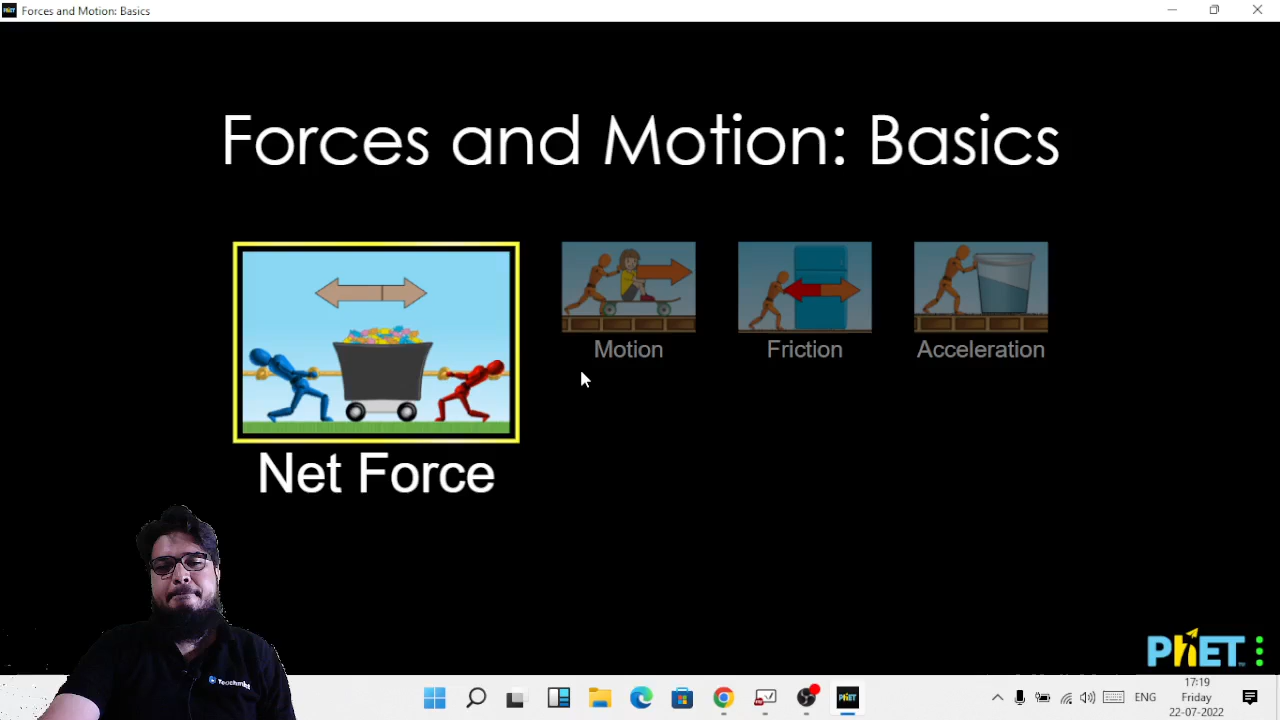 Forces and Motion: Basics
Forces and Motion: Basics
Net Force
Motion
Friction
Acceleration
PhET
ENG
17:19
Friday
22-07-2022